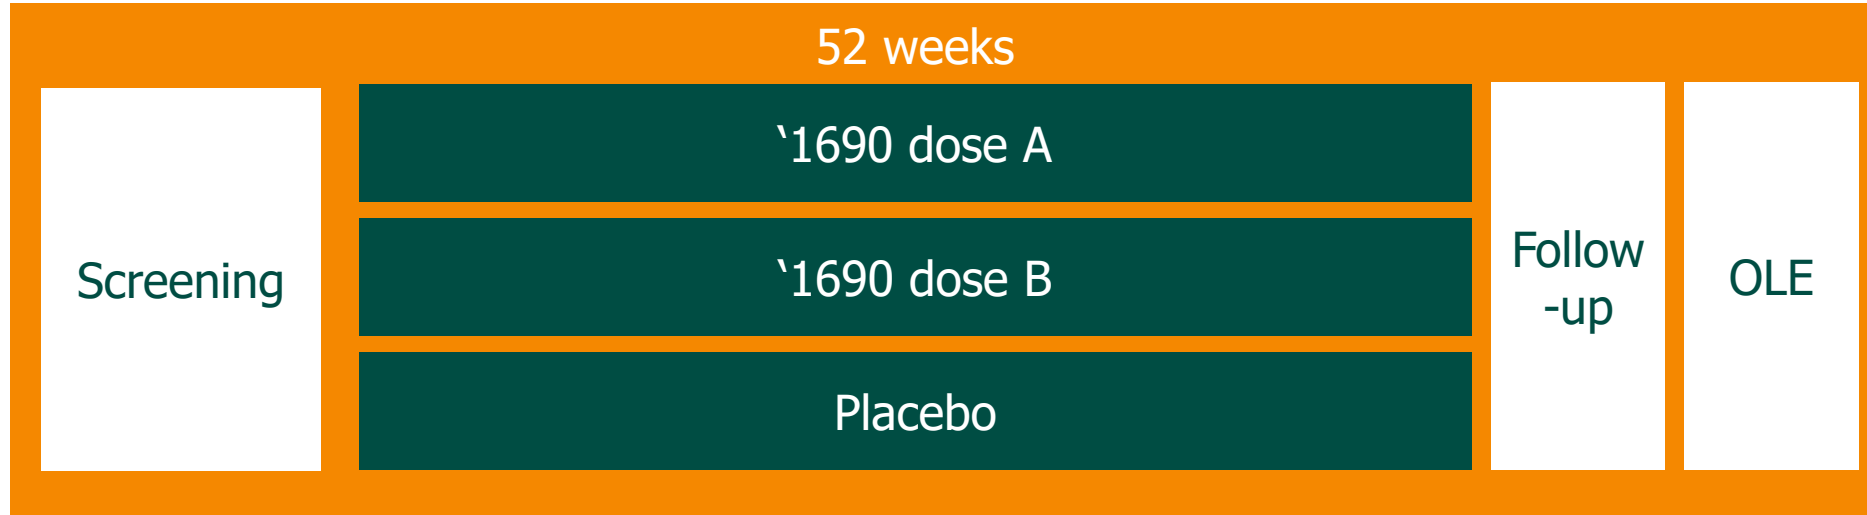 52 weeks
Screening
‘1690 dose A
‘1690 dose B
Placebo
Follow
-up
OLE